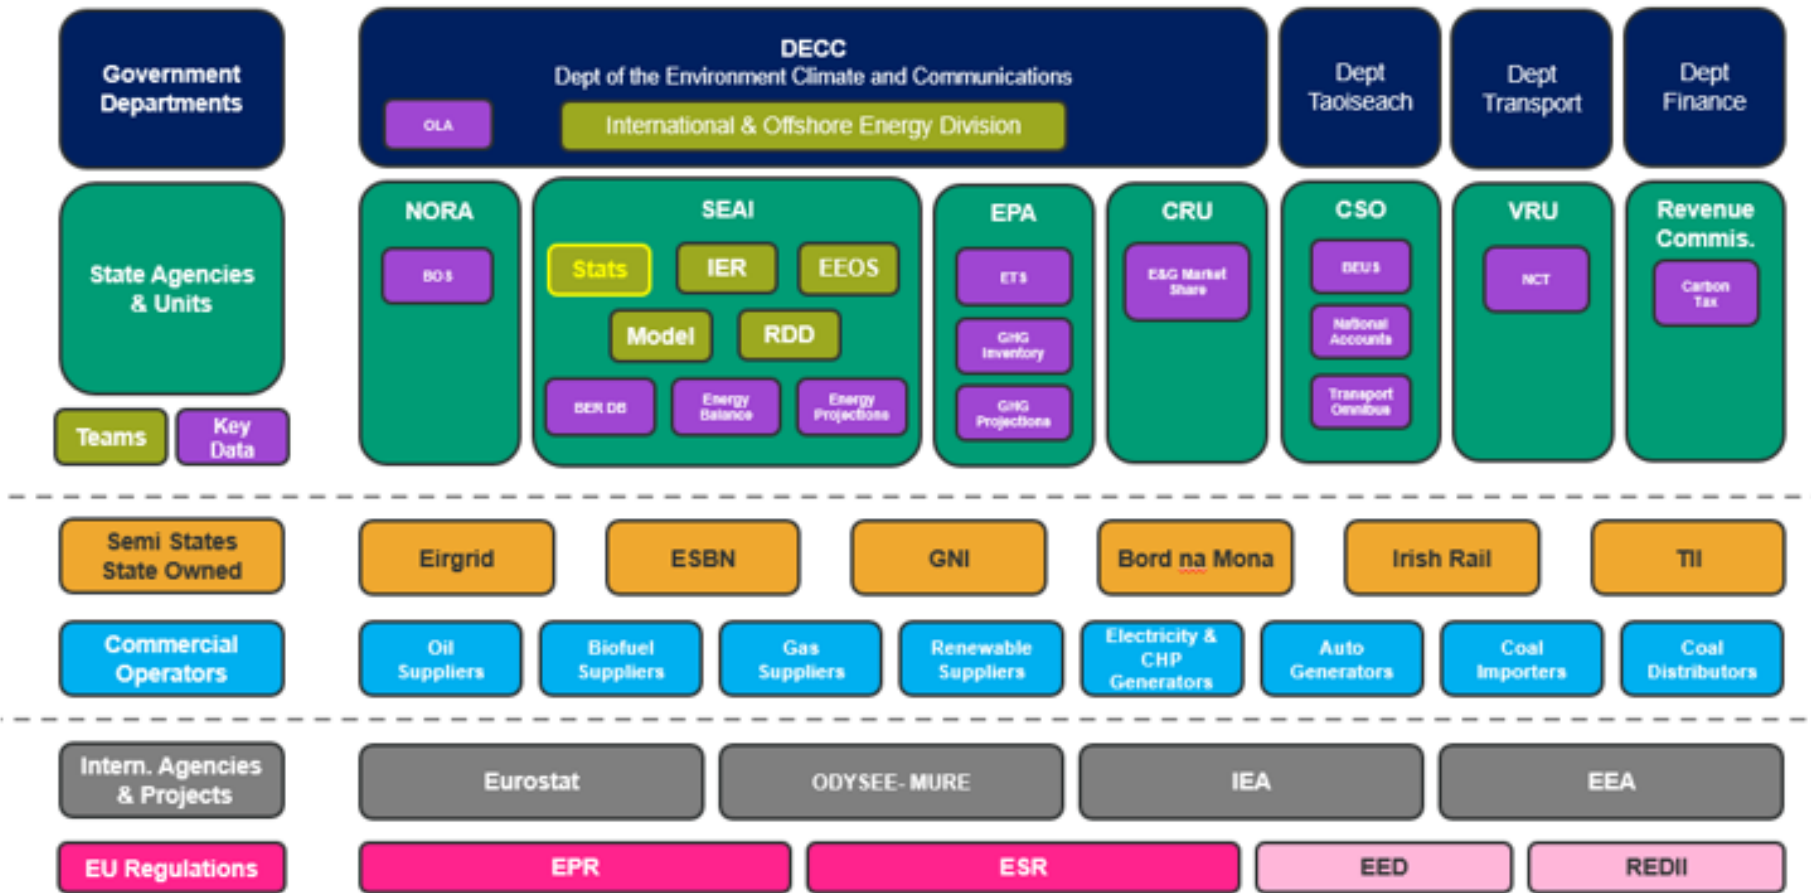 Government
Departments
DECC
Dept of the Environment Climate and Communications
OLA
International & Offshore Energy Division
Dept
Taoiseach
Dept
Transport
Dept
Finance
State Agencies
& Units
Teams
Key
Data
NORA
BOS
SEAI
Stats
IER
EEOS
Model
RDD
BER DB
Energy
Balance
Energy
Projections
EPA
ETS
GHG
Inventory
GHG
Projections
CRU
E&G Market
Share
CSO
BEUS
National
Accounts
Transport
Omnibus
VRU
NCT
Revenue
Commis.
Carbon
Tax
Semi States
State Owned
Eirgrid
ESBN
GNI
Bord na Mona
Irish Rail
TII
Commercial
Operators
Oil
Suppliers
Biofuel
Suppliers
Gas
Suppliers
Renewable
Suppliers
Electricity &
CHP
Generators
Auto
Generators
Coal
Importers
Coal
Distributors
Intern. Agencies
& Projects
Eurostat
ODYSEE- MURE
IEA
EEA
EU Regulations
EPR
ESR
EED
REDII